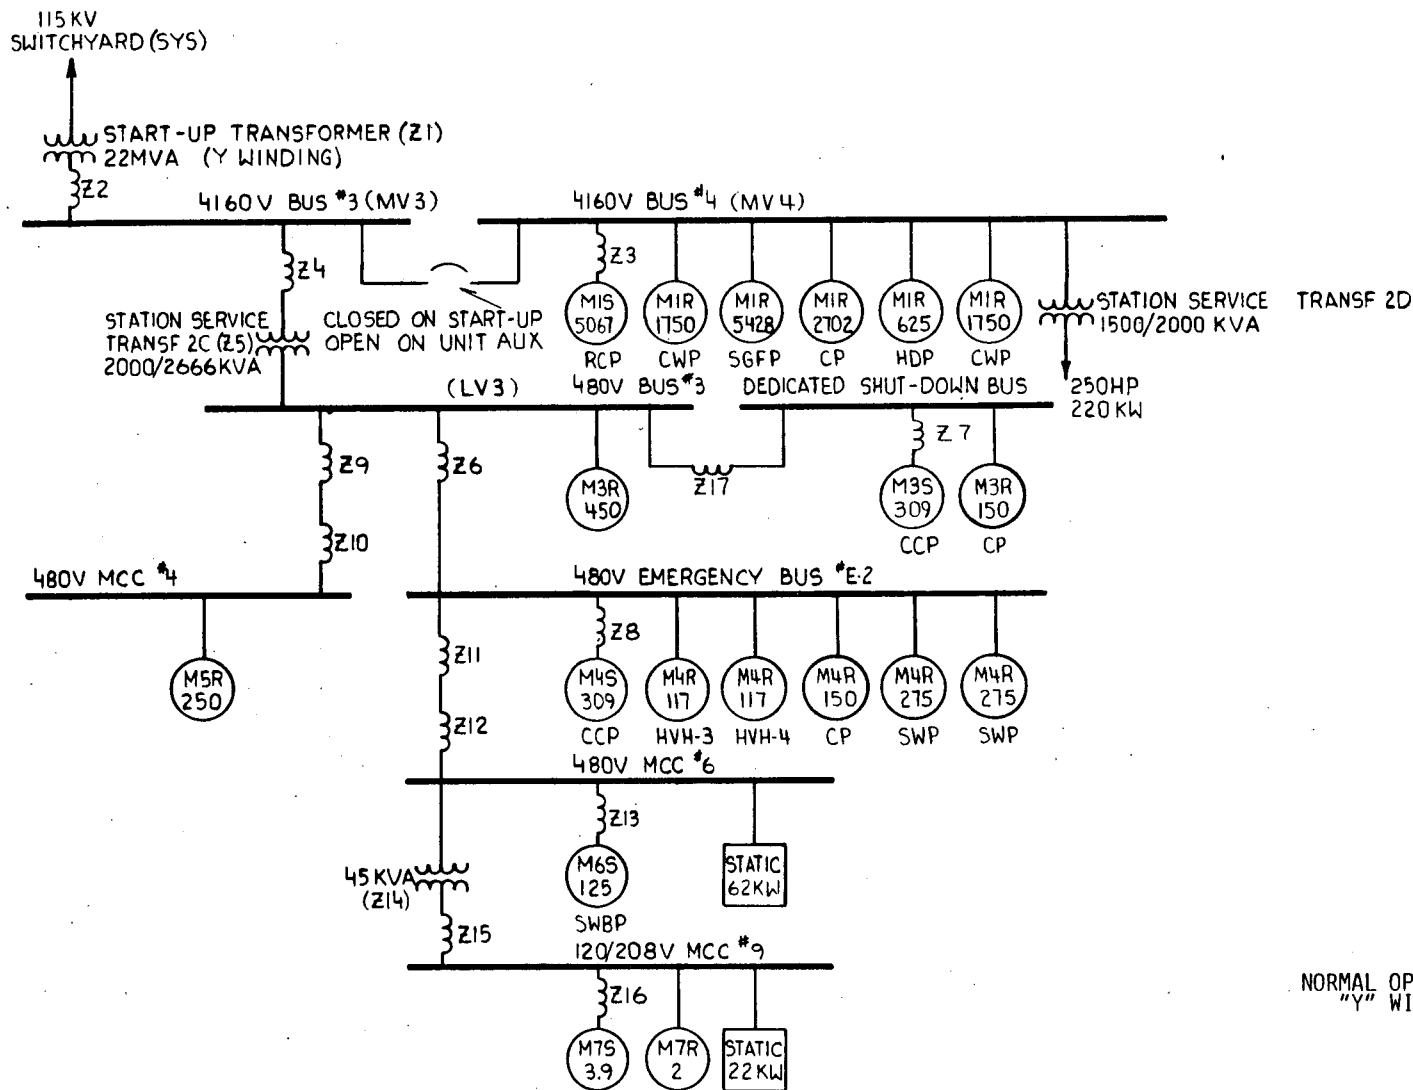 115KV
SWITCHYARD (SYS)
START-UP TRANSFORMER (Z1)
22MVA (Y WINDING)
Z2
4160V BUS #3 (MV3)
4160V BUS #4 (MV4)
Z4
Z3
M1S
5067
RCP
M1R
1750
CWP
M1R
5428
SGFP
M1R
2702
CP
M1R
625
HDP
M1R
1750
CWP
STATION SERVICE TRANSF 2D
1500/2000 KVA
STATION SERVICE
TRANSF 2C (Z5)
2000/2666KVA
CLOSED ON START-UP
OPEN ON UNIT AUX
250HP
220KW
(LV3)
480V BUS #3
DEDICATED SHUT-DOWN BUS
Z9
Z6
Z10
M3R
450
Z17
Z7
M3S
309
CCP
M3R
150
CP
480V MCC #4
480V EMERGENCY BUS #E-2
M5R
250
Z11
Z12
Z8
M4S
309
CCP
M4R
117
HVH-3
M4R
117
HVH-4
M4R
150
CP
M4R
275
SWP
M4R
275
SWP
480V MCC #6
Z13
M6S
125
SWBP
STATIC
62KW
45KVA
(Z14)
Z15
120/208V MCC #9
Z16
M7S
3.9
M7R
2
STATIC
22KW
NORMAL OP
"Y" WI